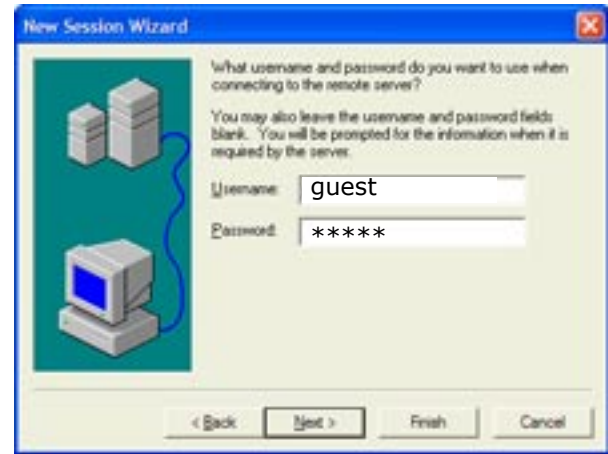 New Session Wizard
What username and password do you want to use when
connecting to the remote server?
You may also leave the username and password fields
blank. You will be prompted for the information when it is
required by the server.
Username: guest
Password: *****
< Back Next > Finish Cancel